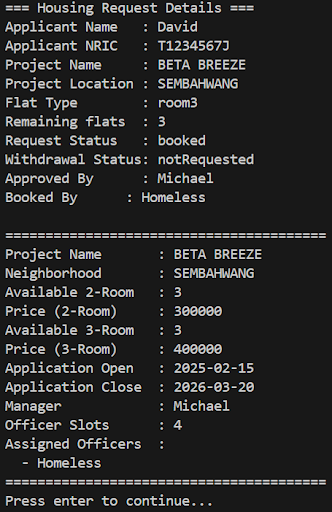 === Housing Request Details ===
Applicant Name   : David
Applicant NRIC   : T1234567J
Project Name     : BETA BREEZE
Project Location : SEMBAHWANG
Flat Type        : room3
Remaining flats  : 3
Request Status   : booked
Withdrawal Status: notRequested
Approved By      : Michael
Booked By      : Homeless
========================================
Project Name       : BETA BREEZE
Neighborhood       : SEMBAHWANG
Available 2-Room   : 3
Price (2-Room)     : 300000
Available 3-Room   : 3
Price (3-Room)     : 400000
Application Open   : 2025-02-15
Application Close  : 2026-03-20
Manager            : Michael
Officer Slots      : 4
Assigned Officers  :
  - Homeless
========================================
Press enter to continue...